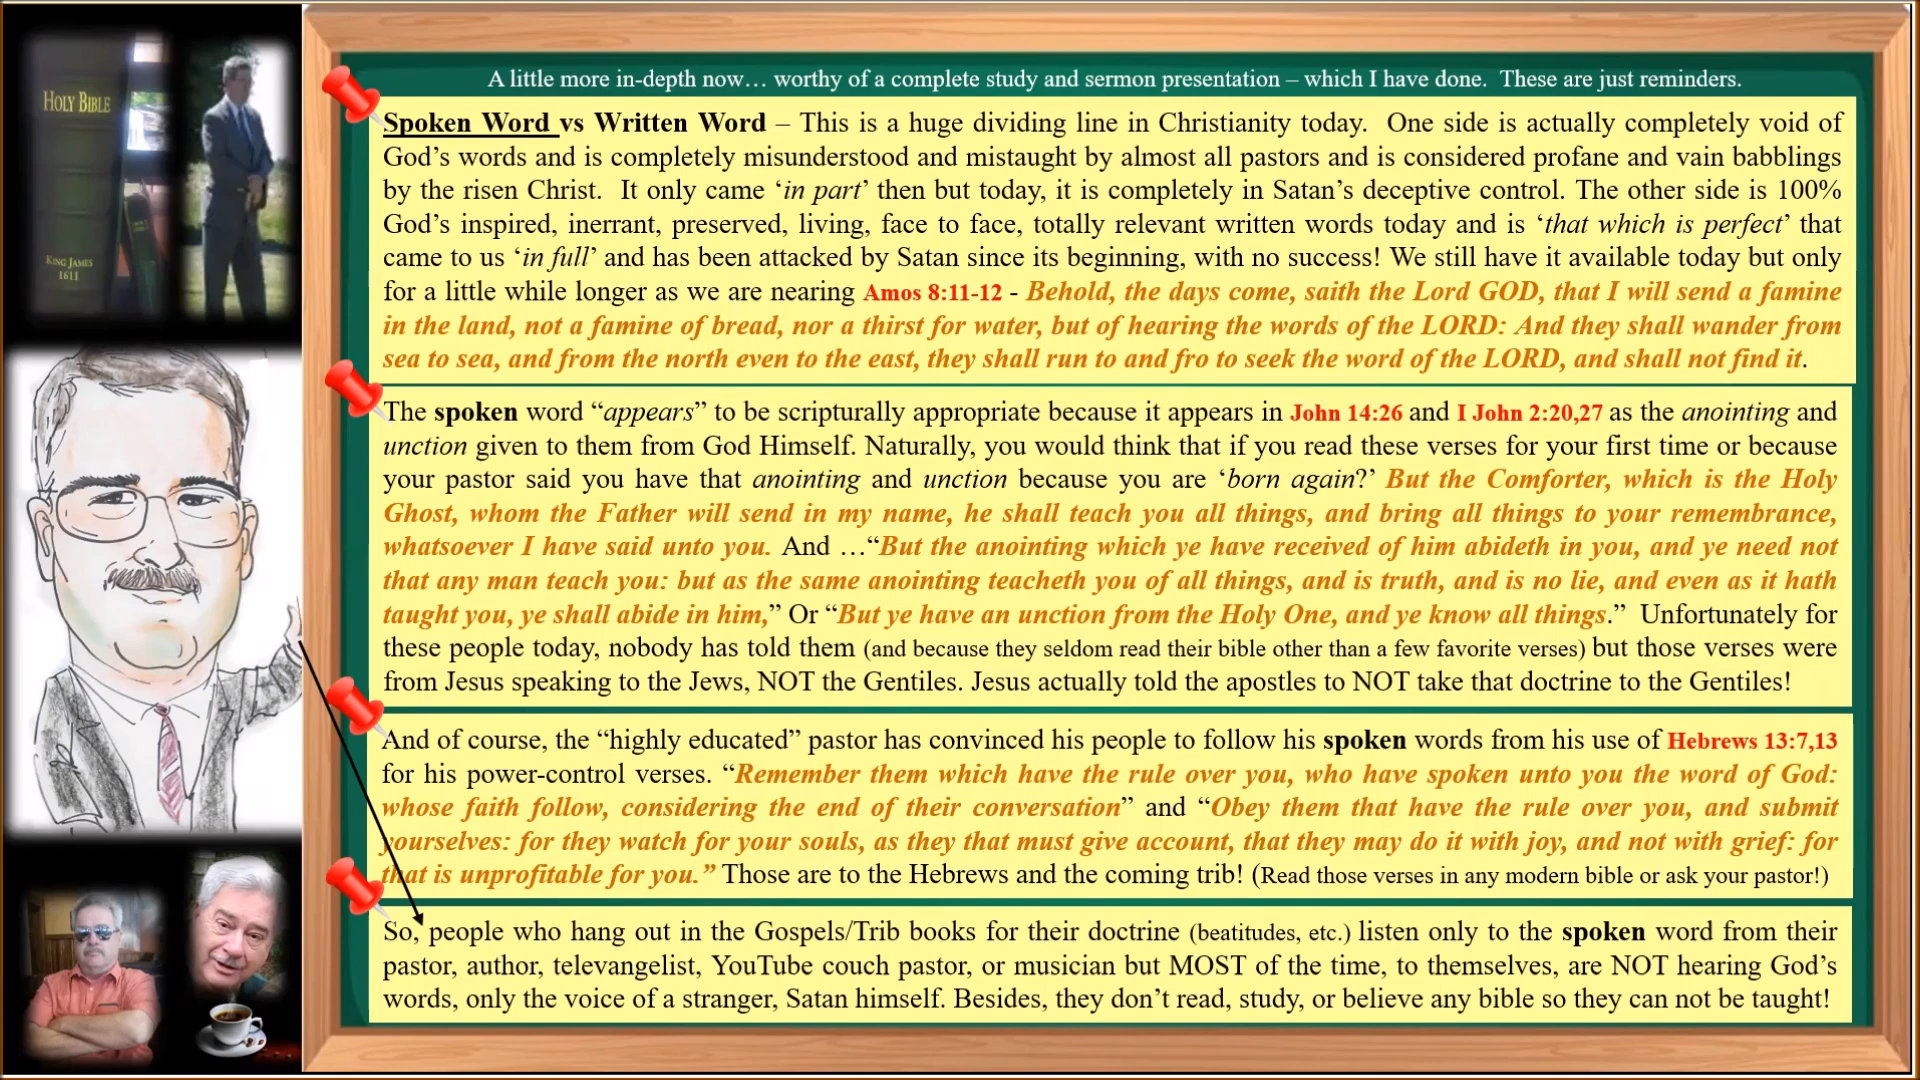 HOLY BIBLE
KING JAMES
1611
A little more in-depth now… worthy of a complete study and sermon presentation – which I have done.  These are just reminders.
Spoken Word vs Written Word – This is a huge dividing line in Christianity today.  One side is actually completely void of
God’s words and is completely misunderstood and mistaught by almost all pastors and is considered profane and vain babblings
by the risen Christ.  It only came ‘in part’ then but today, it is completely in Satan’s deceptive control. The other side is 100%
God’s inspired, inerrant, preserved, living, face to face, totally relevant written words today and is ‘that which is perfect’ that
came to us ‘in full’ and has been attacked by Satan since its beginning, with no success! We still have it available today but only
for a little while longer as we are nearing Amos 8:11-12 - Behold, the days come, saith the Lord GOD, that I will send a famine
in the land, not a famine of bread, nor a thirst for water, but of hearing the words of the LORD: And they shall wander from
sea to sea, and from the north even to the east, they shall run to and fro to seek the word of the LORD, and shall not find it.
The spoken word “appears” to be scripturally appropriate because it appears in John 14:26 and I John 2:20,27 as the anointing and
unction given to them from God Himself. Naturally, you would think that if you read these verses for your first time or because
your pastor said you have that anointing and unction because you are ‘born again?’ But the Comforter, which is the Holy
Ghost, whom the Father will send in my name, he shall teach you all things, and bring all things to your remembrance,
whatsoever I have said unto you. And …“But the anointing which ye have received of him abideth in you, and ye need not
that any man teach you: but as the same anointing teacheth you of all things, and is truth, and is no lie, and even as it hath
taught you, ye shall abide in him,” Or “But ye have an unction from the Holy One, and ye know all things.”  Unfortunately for
these people today, nobody has told them (and because they seldom read their bible other than a few favorite verses) but those verses were
from Jesus speaking to the Jews, NOT the Gentiles. Jesus actually told the apostles to NOT take that doctrine to the Gentiles!
And of course, the “highly educated” pastor has convinced his people to follow his spoken words from his use of Hebrews 13:7,13
for his power-control verses. “Remember them which have the rule over you, who have spoken unto you the word of God:
whose faith follow, considering the end of their conversation” and “Obey them that have the rule over you, and submit
yourselves: for they watch for your souls, as they that must give account, that they may do it with joy, and not with grief: for
that is unprofitable for you.” Those are to the Hebrews and the coming trib! (Read those verses in any modern bible or ask your pastor!)
So, people who hang out in the Gospels/Trib books for their doctrine (beatitudes, etc.) listen only to the spoken word from their
pastor, author, televangelist, YouTube couch pastor, or musician but MOST of the time, to themselves, are NOT hearing God’s
words, only the voice of a stranger, Satan himself. Besides, they don’t read, study, or believe any bible so they can not be taught!